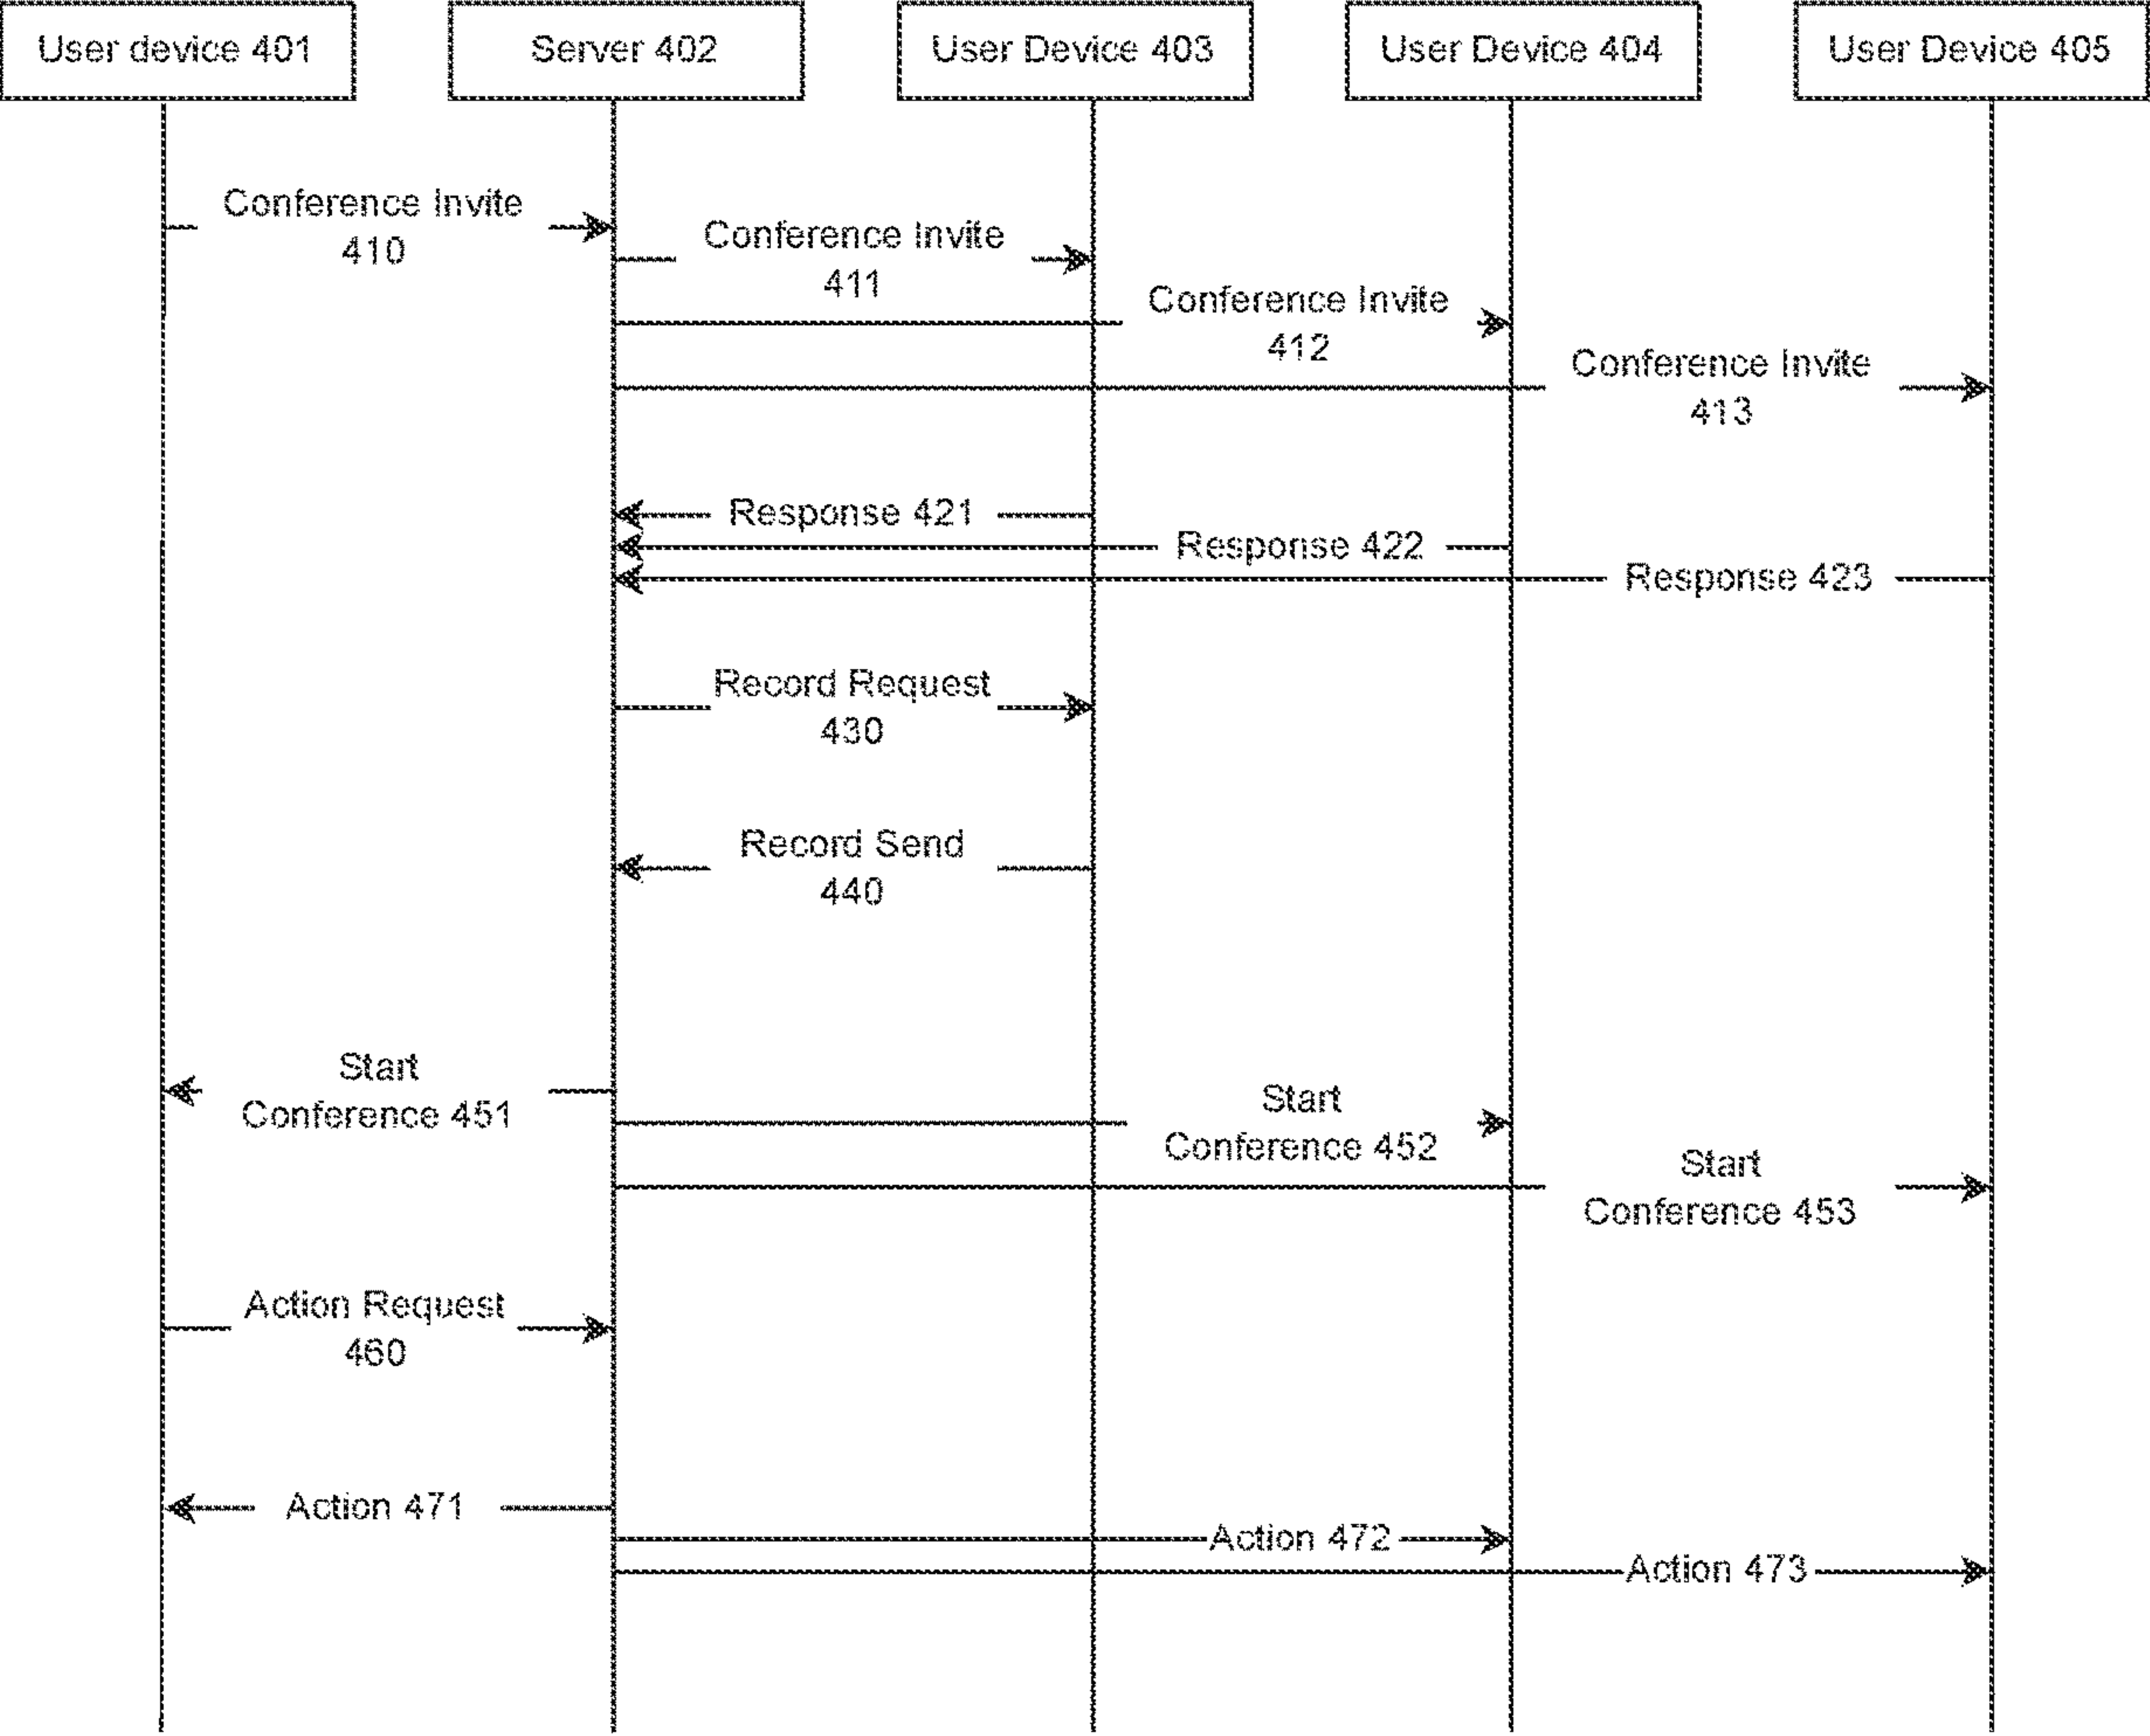 User device 401
Server 402
User Device 403
User Device 404
User Device 405
Conference Invite
410
Conference Invite
411
Conference Invite
412
Conference Invite
413
Response 421
Response 422
Response 423
Record Request
430
Record Send
440
Start
Conference 451
Start
Conference 452
Start
Conference 453
Action Request
460
Action 471
Action 472
Action 473